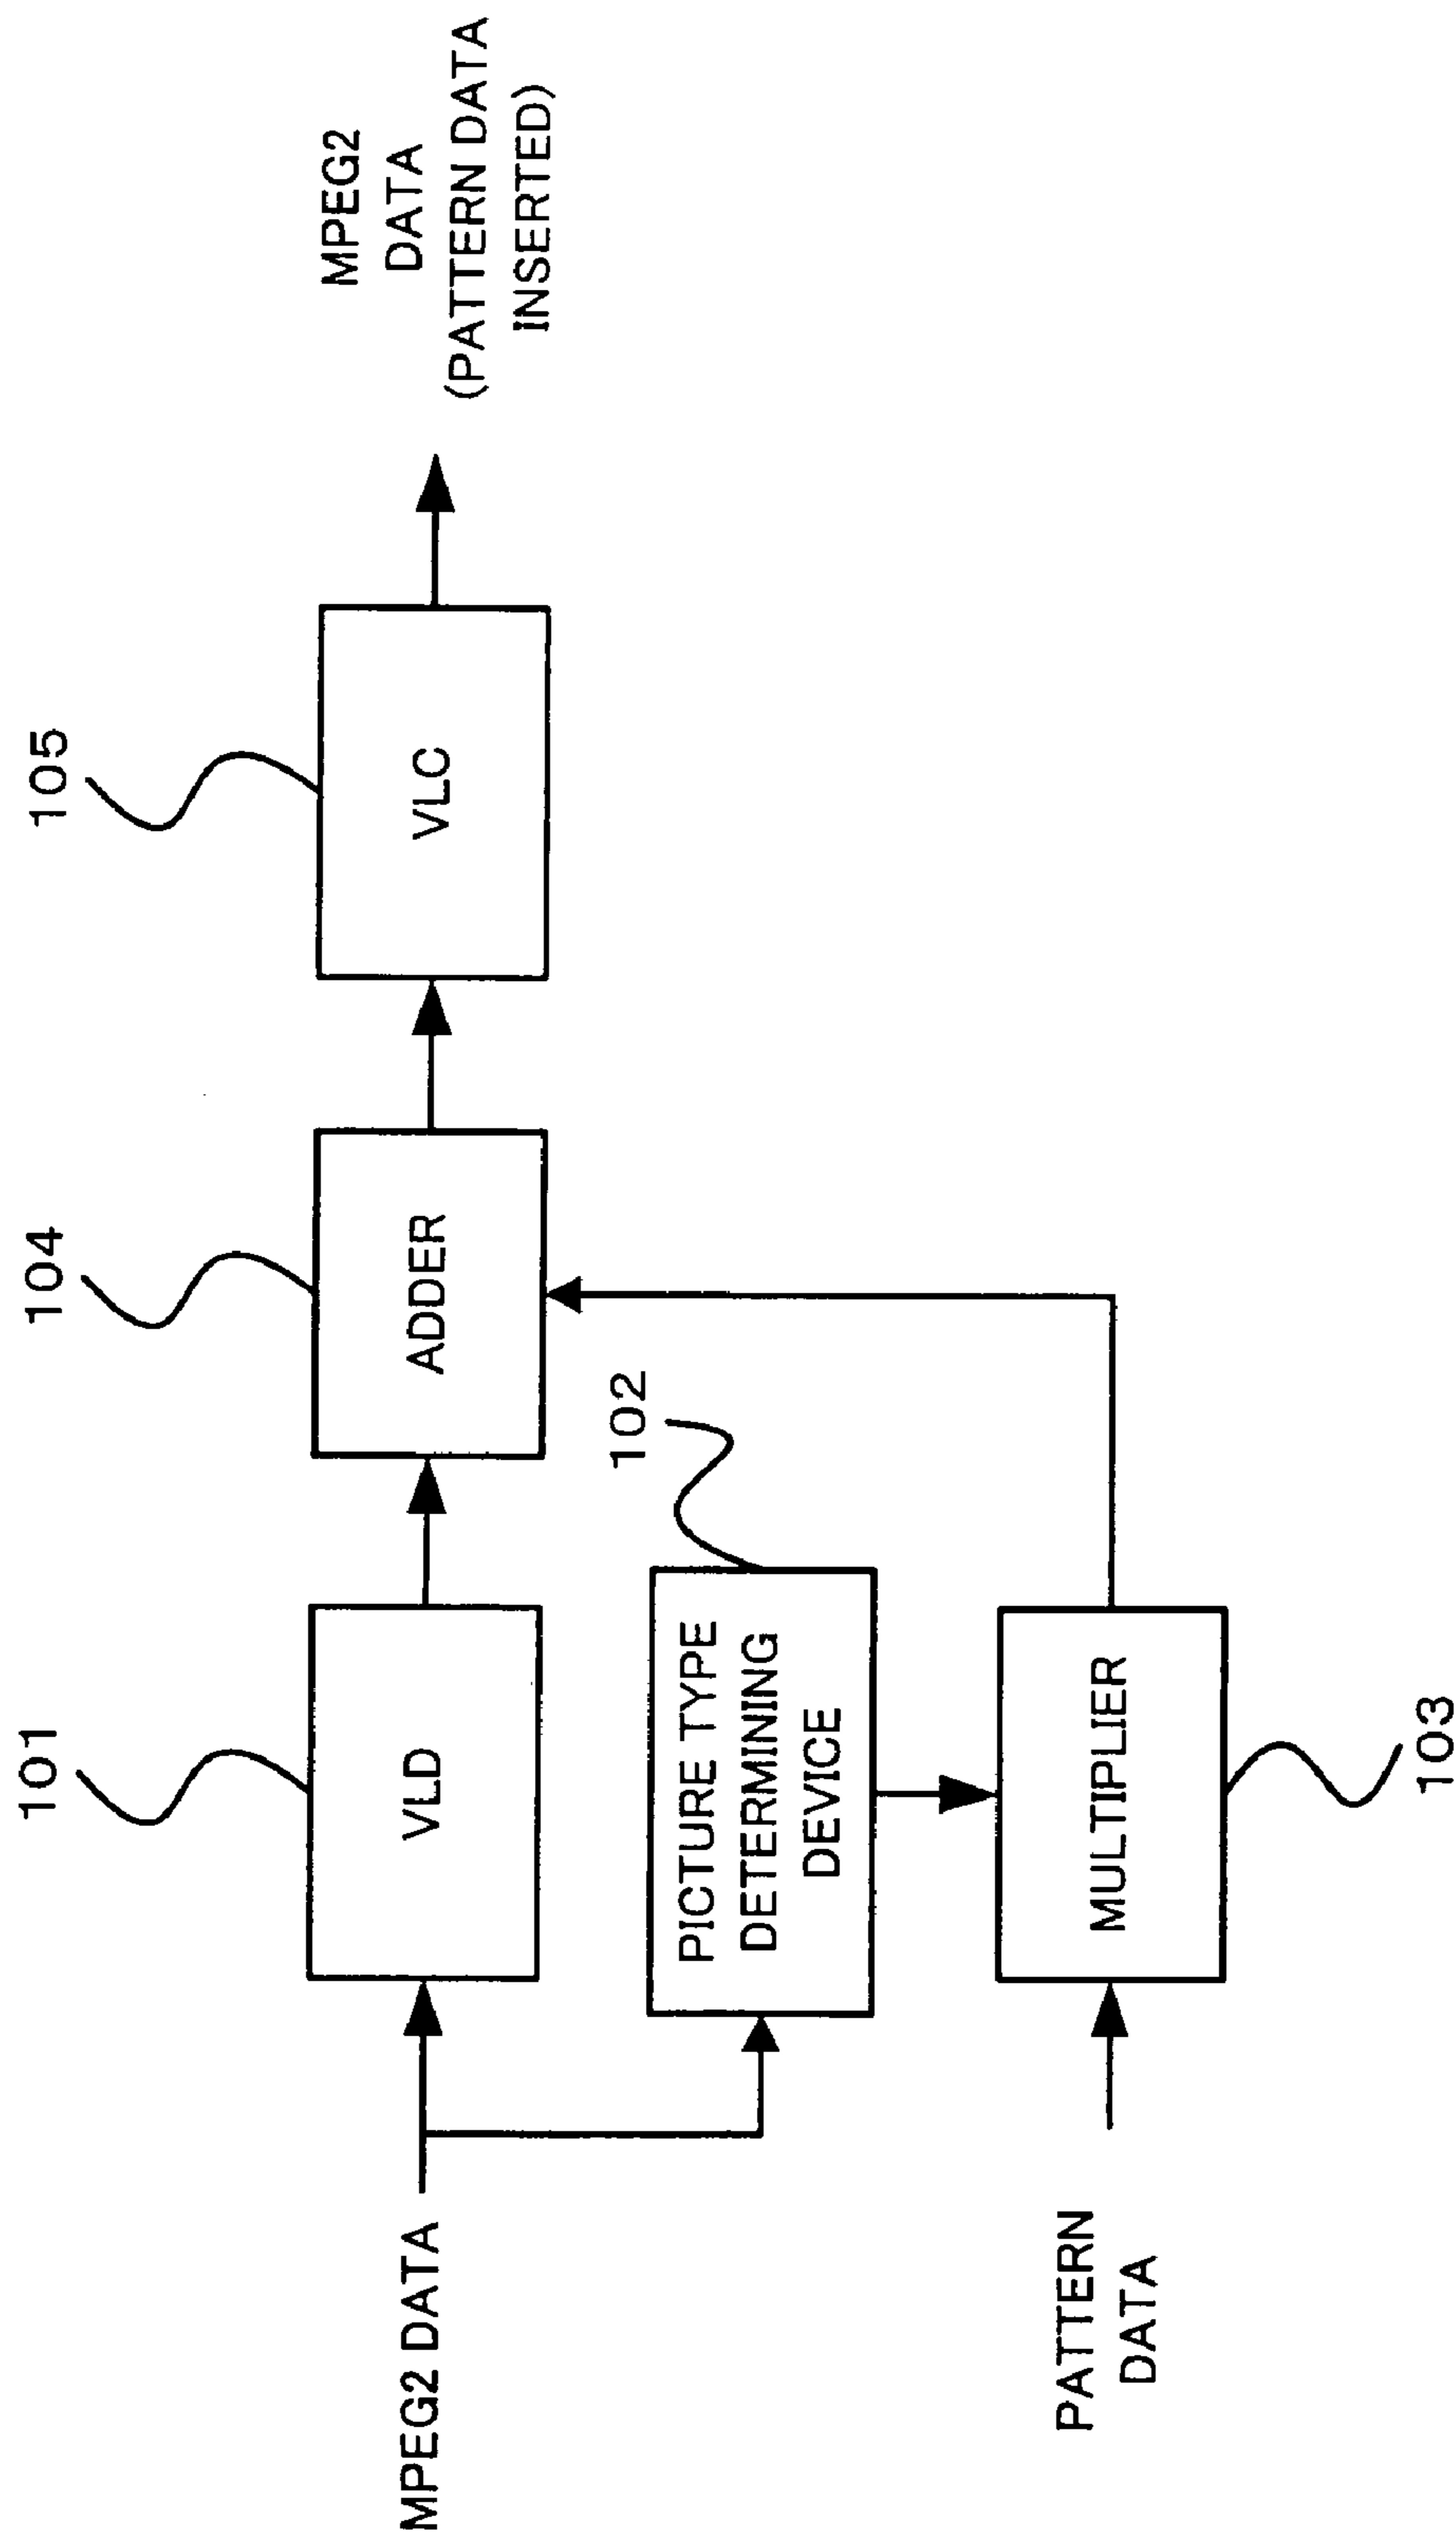 MPEG2 DATA
101
VLD
104
ADDER
105
VLC
MPEG2
DATA
(PATTERN DATA
INSERTED)
102
PICTURE TYPE
DETERMINING
DEVICE
PATTERN
DATA
MULTIPLIER
103